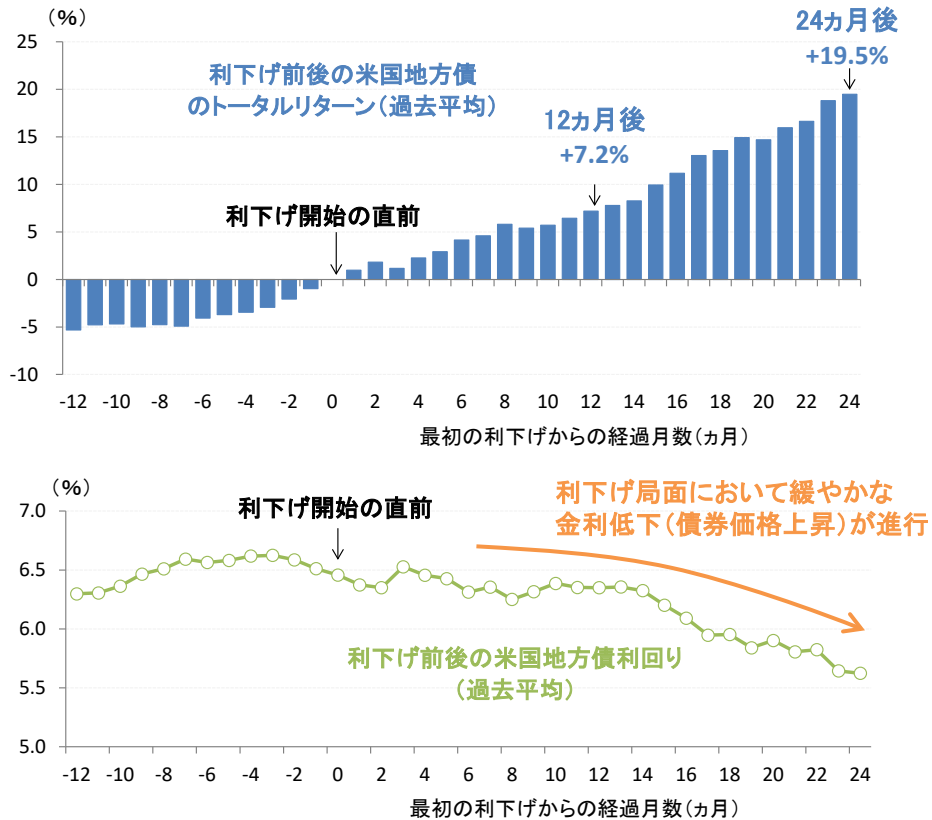 （%）
25
20
15
10
5
0
-5
-10
利下げ前後の米国地方債
のトータルリターン（過去平均）
利下げ開始の直前
12ヵ月後
+7.2%
24ヵ月後
+19.5%
-12 -10 -8 -6 -4 -2 0 2 4 6 8 10 12 14 16 18 20 22 24
最初の利下げからの経過月数（ヵ月）
（%）
7.0
6.5
6.0
5.5
5.0
利下げ開始の直前
利下げ局面において緩やかな
金利低下（債券価格上昇）が進行
利下げ前後の米国地方債利回り
（過去平均）
-12 -10 -8 -6 -4 -2 0 2 4 6 8 10 12 14 16 18 20 22 24
最初の利下げからの経過月数（ヵ月）